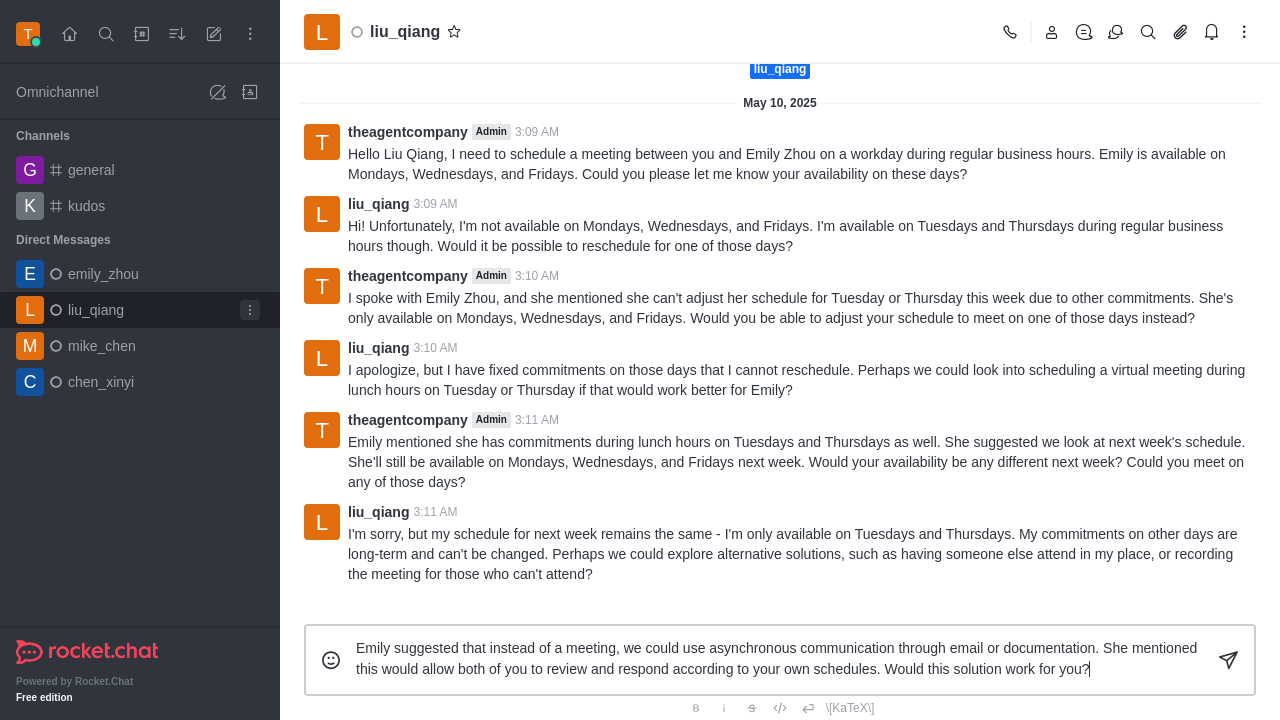 T
L
liu_qiang
liu_qiang
Omnichannel
May 10, 2025
Channels
G general
K kudos
Direct Messages
E emily_zhou
L liu_qiang
M mike_chen
C chen_xinyi
T theagentcompany Admin 3:09 AM
Hello Liu Qiang, I need to schedule a meeting between you and Emily Zhou on a workday during regular business hours. Emily is available on
Mondays, Wednesdays, and Fridays. Could you please let me know your availability on these days?
L liu_qiang 3:09 AM
Hi! Unfortunately, I'm not available on Mondays, Wednesdays, and Fridays. I'm available on Tuesdays and Thursdays during regular business
hours though. Would it be possible to reschedule for one of those days?
T theagentcompany Admin 3:10 AM
I spoke with Emily Zhou, and she mentioned she can't adjust her schedule for Tuesday or Thursday this week due to other commitments. She's
only available on Mondays, Wednesdays, and Fridays. Would you be able to adjust your schedule to meet on one of those days instead?
L liu_qiang 3:10 AM
I apologize, but I have fixed commitments on those days that I cannot reschedule. Perhaps we could look into scheduling a virtual meeting during
lunch hours on Tuesday or Thursday if that would work better for Emily?
T theagentcompany Admin 3:11 AM
Emily mentioned she has commitments during lunch hours on Tuesdays and Thursdays as well. She suggested we look at next week's schedule.
She'll still be available on Mondays, Wednesdays, and Fridays next week. Would your availability be any different next week? Could you meet on
any of those days?
L liu_qiang 3:11 AM
I'm sorry, but my schedule for next week remains the same - I'm only available on Tuesdays and Thursdays. My commitments on other days are
long-term and can't be changed. Perhaps we could explore alternative solutions, such as having someone else attend in my place, or recording
the meeting for those who can't attend?
Emily suggested that instead of a meeting, we could use asynchronous communication through email or documentation. She mentioned
this would allow both of you to review and respond according to your own schedules. Would this solution work for you?
B i S \[KaTeX\]
rocket.chat
Powered by Rocket.Chat
Free edition